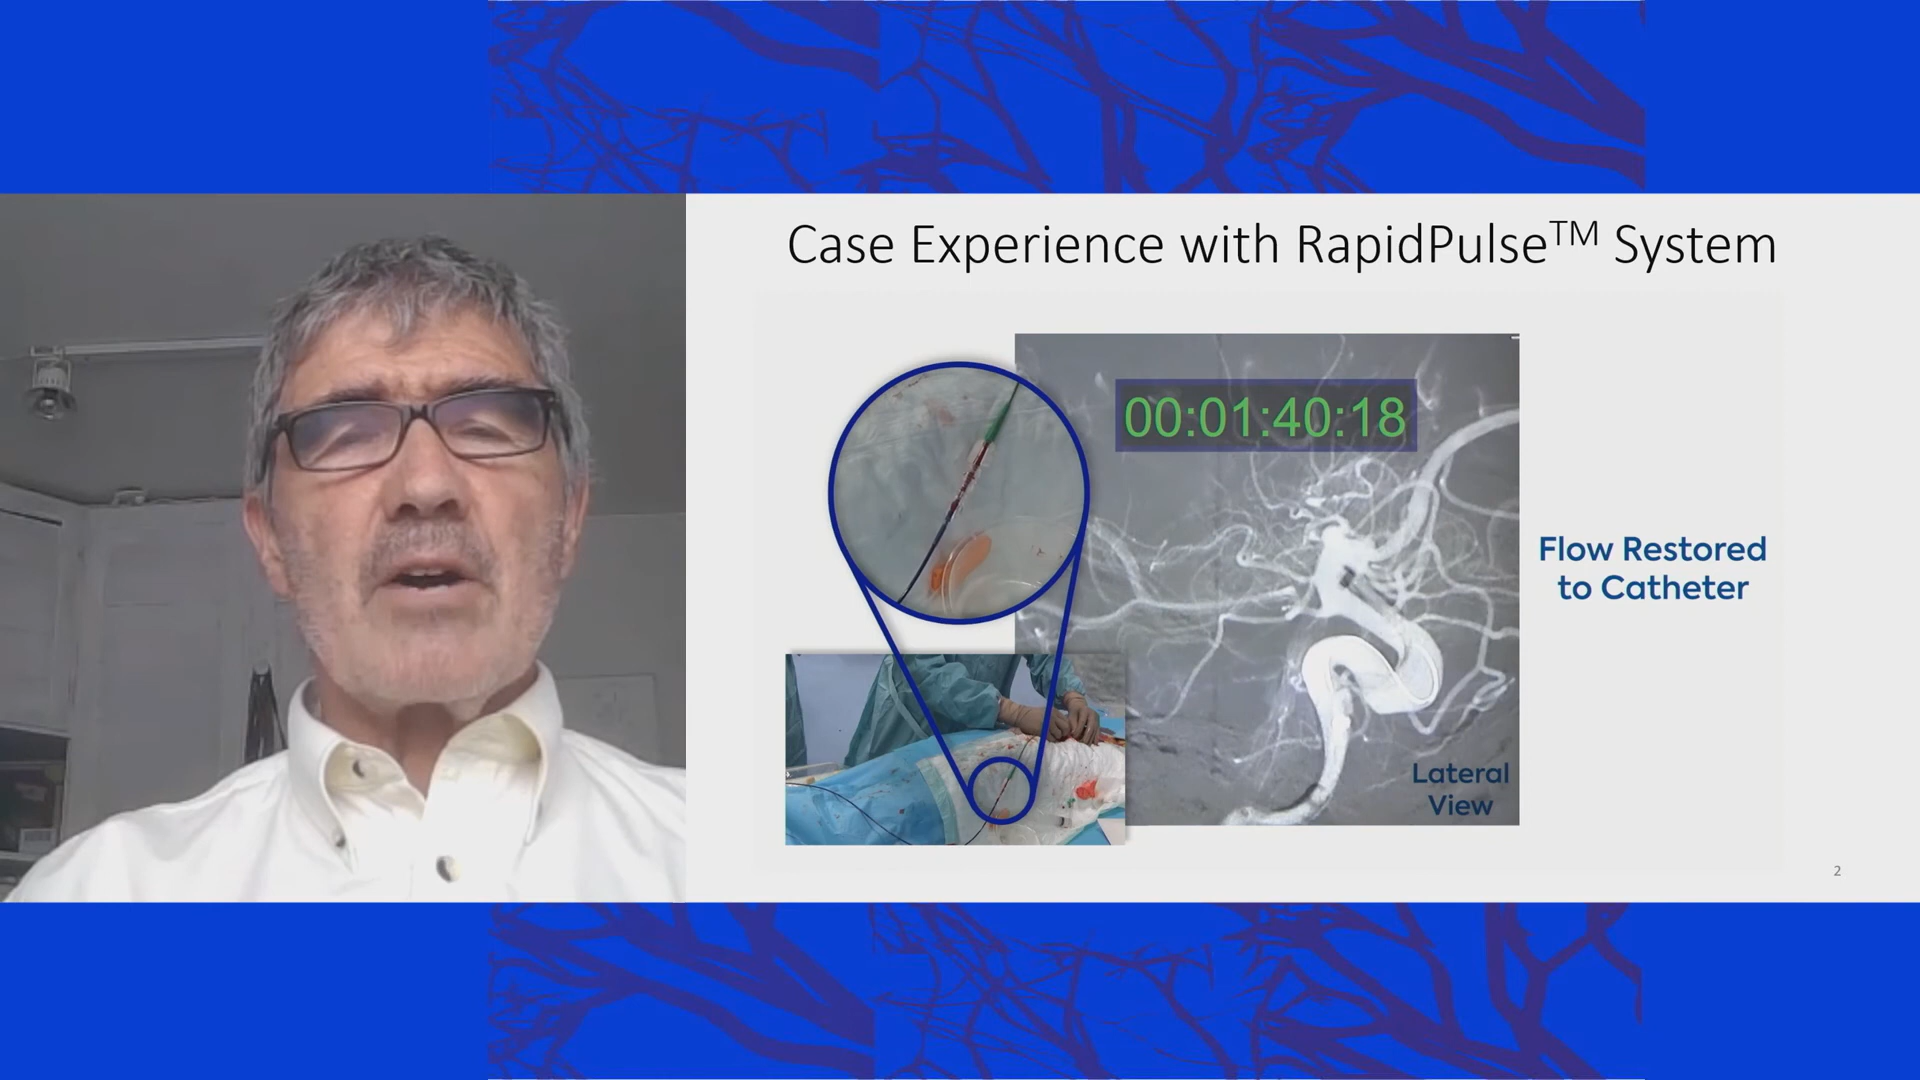 Case Experience with RapidPulse™ System
00:01:40:18
Flow Restored
to Catheter
Lateral
View
2